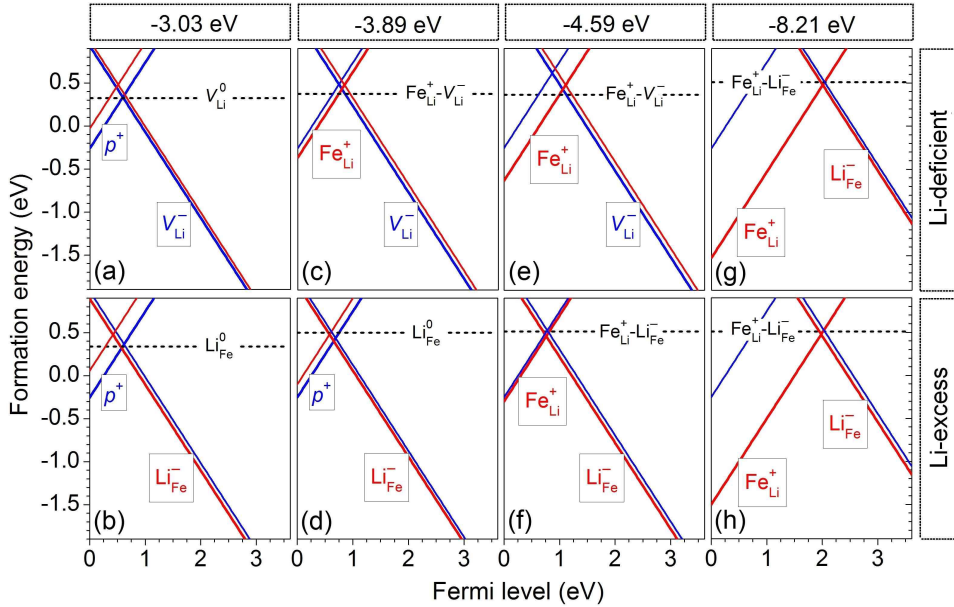 -3.03 eV -3.89 eV -4.59 eV -8.21 eV
Formation energy (eV)
0.5
0.0
-0.5
-1.0
-1.5
V⁰Li
p⁺
V⁻Li
(a)
Fe⁺Li-V⁻Li
Fe⁺Li
V⁻Li
(c)
Fe⁺Li-V⁻Li
Fe⁺Li
V⁻Li
(e)
Fe⁺Li-Li⁻Fe
Li⁻Fe
Fe⁺Li
(g)
Li-deficient
0.5
0.0
-0.5
-1.0
-1.5
Li⁰Fe
p⁺
Li⁻Fe
(b)
Li⁰Fe
p⁺
Li⁻Fe
(d)
Fe⁺Li-Li⁻Fe
Fe⁺Li
Li⁻Fe
(f)
Fe⁺Li-Li⁻Fe
Li⁻Fe
Fe⁺Li
(h)
Li-excess
0 1 2 3 0 1 2 3 0 1 2 3 0 1 2 3
Fermi level (eV)